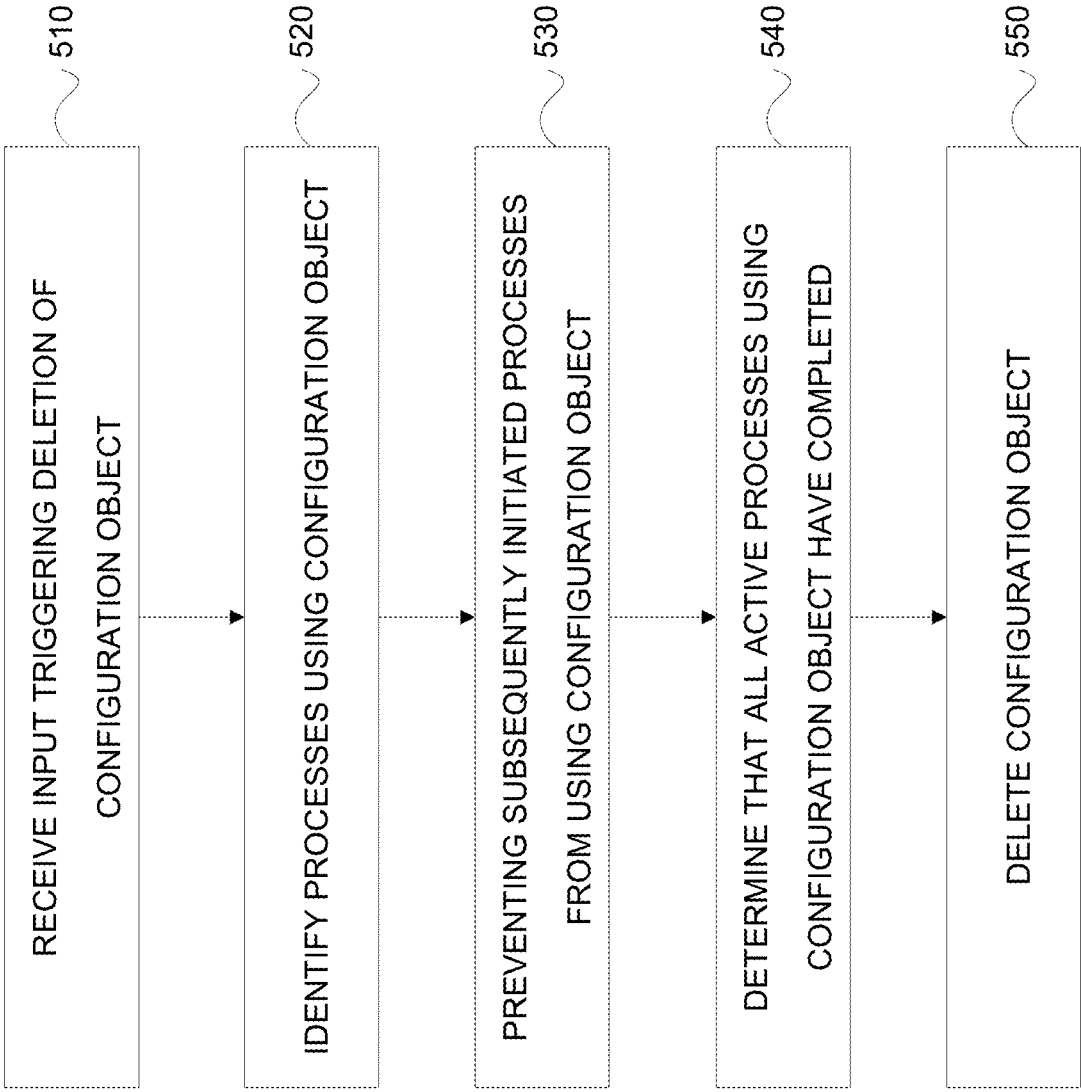 RECEIVE INPUT TRIGGERING DELETION OF
CONFIGURATION OBJECT
510
IDENTIFY PROCESSES USING CONFIGURATION OBJECT
520
PREVENTING SUBSEQUENTLY INITIATED PROCESSES
FROM USING CONFIGURATION OBJECT
530
DETERMINE THAT ALL ACTIVE PROCESSES USING
CONFIGURATION OBJECT HAVE COMPLETED
540
DELETE CONFIGURATION OBJECT
550